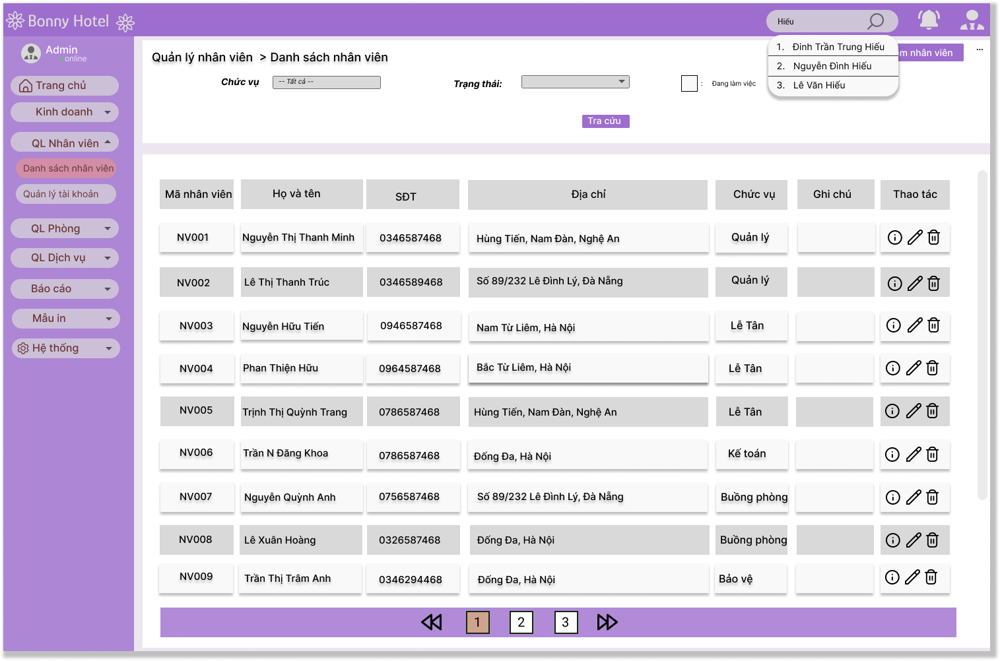 Bonny Hotel
Hiếu
Admin
online
1. Đinh Trần Trung Hiếu
2. Nguyễn Đình Hiếu
3. Lê Văn Hiếu
êm nhân viên
...
Quản lý nhân viên > Danh sách nhân viên
Chức vụ
-- Tất cả --
Trạng thái:
: Đang làm việc
Tra cứu
Trang chủ
Kinh doanh
QL Nhân viên
Danh sách nhân viên
Quản lý tài khoản
QL Phòng
QL Dịch vụ
Báo cáo
Mẫu in
Hệ thống
Mã nhân viên Họ và tên SĐT Địa chỉ Chức vụ Ghi chú Thao tác
NV001 Nguyễn Thị Thanh Minh 0346587468 Hùng Tiến, Nam Đàn, Nghệ An Quản lý
NV002 Lê Thị Thanh Trúc 0346589468 Số 89/232 Lê Đình Lý, Đà Nẵng Quản lý
NV003 Nguyễn Hữu Tiến 0946587468 Nam Từ Liêm, Hà Nội Lễ Tân
NV004 Phan Thiện Hữu 0964587468 Bắc Từ Liêm, Hà Nội Lễ Tân
NV005 Trịnh Thị Quỳnh Trang 0786587468 Hùng Tiến, Nam Đàn, Nghệ An Lễ Tân
NV006 Trần N Đăng Khoa 0786587468 Đống Đa, Hà Nội Kế toán
NV007 Nguyễn Quỳnh Anh 0756587468 Số 89/232 Lê Đình Lý, Đà Nẵng Buồng phòng
NV008 Lê Xuân Hoàng 0326587468 Đống Đa, Hà Nội Buồng phòng
NV009 Trần Thị Trâm Anh 0346294468 Đống Đa, Hà Nội Bảo vệ
1 2 3